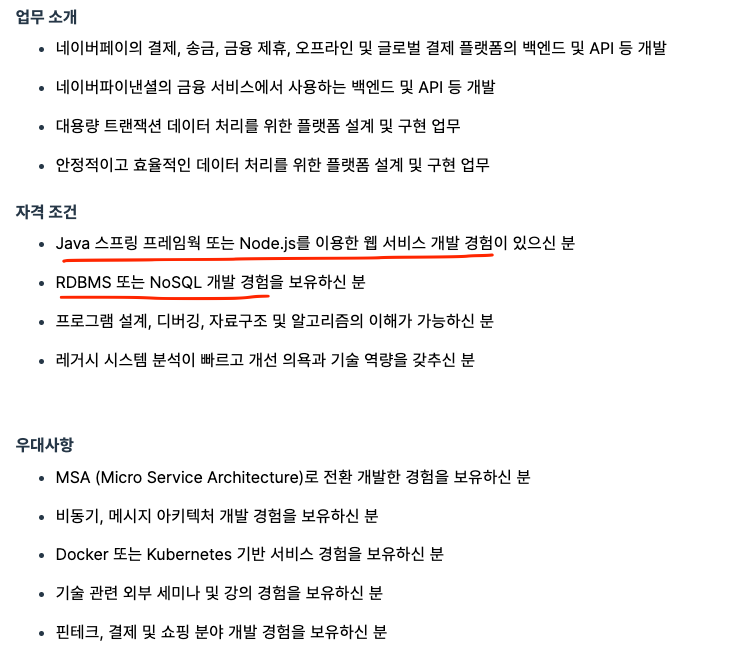 업무 소개
네이버페이의 결제, 송금, 금융 제휴, 오프라인 및 글로벌 결제 플랫폼의 백엔드 및 API 등 개발
네이버파이낸셜의 금융 서비스에서 사용하는 백엔드 및 API 등 개발
대용량 트랜잭션 데이터 처리를 위한 플랫폼 설계 및 구현 업무
안정적이고 효율적인 데이터 처리를 위한 플랫폼 설계 및 구현 업무
자격 조건
Java 스프링 프레임웍 또는 Node.js를 이용한 웹 서비스 개발 경험이 있으신 분
RDBMS 또는 NoSQL 개발 경험을 보유하신 분
프로그램 설계, 디버깅, 자료구조 및 알고리즘의 이해가 가능하신 분
레거시 시스템 분석이 빠르고 개선 의욕과 기술 역량을 갖추신 분
우대사항
MSA (Micro Service Architecture)로 전환 개발한 경험을 보유하신 분
비동기, 메시지 아키텍처 개발 경험을 보유하신 분
Docker 또는 Kubernetes 기반 서비스 경험을 보유하신 분
기술 관련 외부 세미나 및 강의 경험을 보유하신 분
핀테크, 결제 및 쇼핑 분야 개발 경험을 보유하신 분